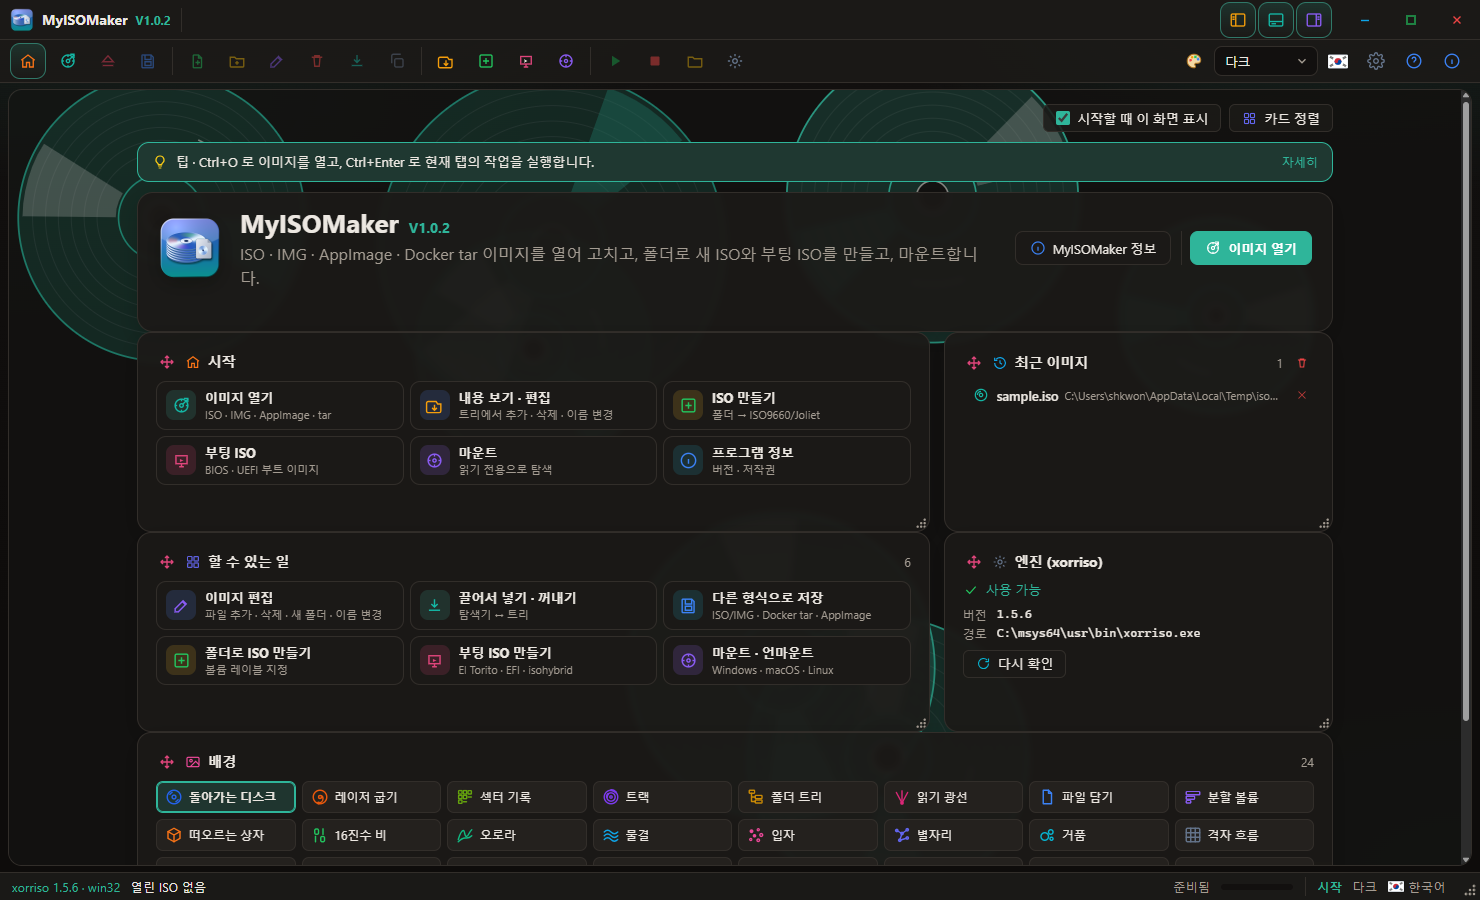 MyISOMaker V1.0.2
다크
시작할 때 이 화면 표시
카드 정렬
팁 · Ctrl+O 로 이미지를 열고, Ctrl+Enter 로 현재 탭의 작업을 실행합니다.
자세히
MyISOMaker V1.0.2
ISO · IMG · AppImage · Docker tar 이미지를 열어 고치고, 폴더로 새 ISO와 부팅 ISO를 만들고, 마운트합니
다.
MyISOMaker 정보
이미지 열기
시작
이미지 열기
ISO · IMG · AppImage · tar
내용 보기 · 편집
트리에서 추가 · 삭제 · 이름 변경
ISO 만들기
폴더 → ISO9660/Joliet
부팅 ISO
BIOS · UEFI 부트 이미지
마운트
읽기 전용으로 탐색
프로그램 정보
버전 · 저작권
최근 이미지
1
sample.iso C:\Users\shkwon\AppData\Local\Temp\iso...
할 수 있는 일
6
이미지 편집
파일 추가 · 삭제 · 새 폴더 · 이름 변경
끌어서 넣기 · 꺼내기
탐색기 ↔ 트리
다른 형식으로 저장
ISO/IMG · Docker tar · AppImage
폴더로 ISO 만들기
볼륨 레이블 지정
부팅 ISO 만들기
El Torito · EFI · isohybrid
마운트 · 언마운트
Windows · macOS · Linux
엔진 (xorriso)
사용 가능
버전 1.5.6
경로 C:\msys64\usr\bin\xorriso.exe
다시 확인
배경
24
돌아가는 디스크
레이저 굽기
섹터 기록
트랙
폴더 트리
읽기 광선
파일 담기
분할 볼륨
떠오르는 상자
16진수 비
오로라
물결
입자
별자리
거품
격자 흐름
xorriso 1.5.6 · win32 열린 ISO 없음
준비됨
시작
다크
한국어